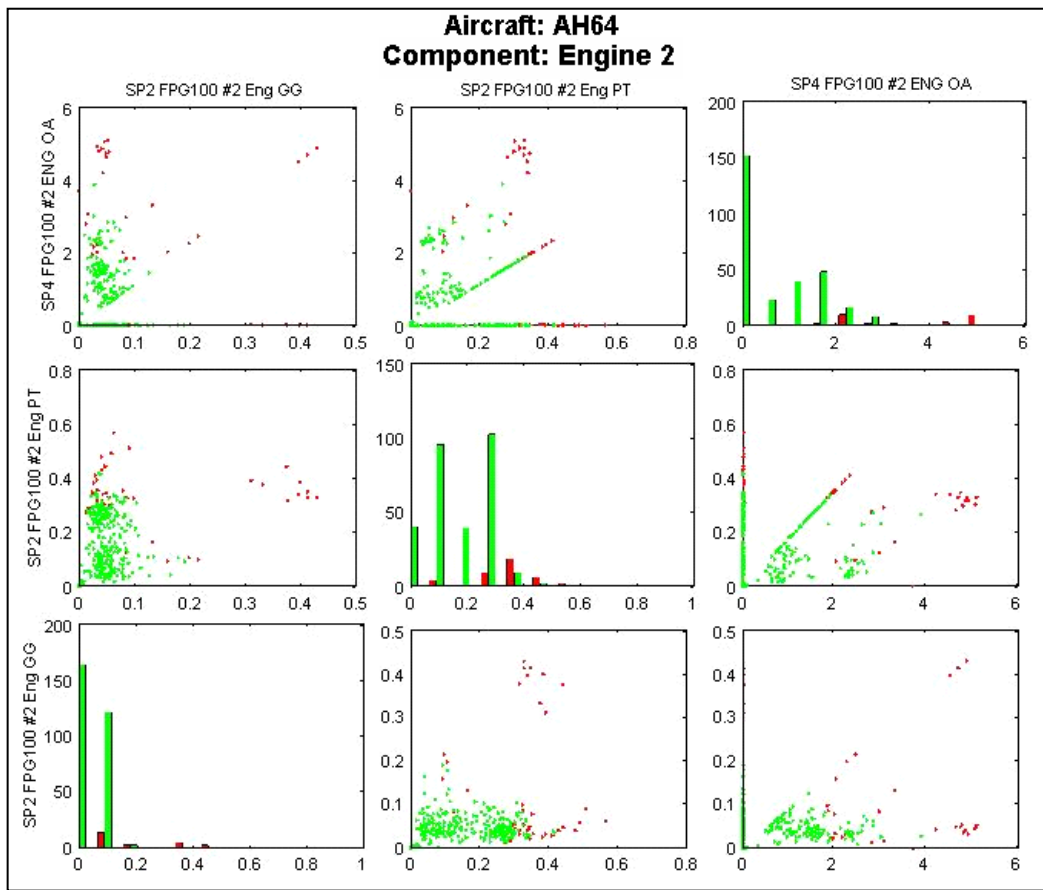 Aircraft: AH64
Component: Engine 2
SP2 FPG100 #2 Eng GG
SP2 FPG100 #2 Eng PT
SP4 FPG100 #2 ENG OA
SP4 FPG100 #2 ENG OA
6
4
2
0
0 0.1 0.2 0.3 0.4 0.5
6
4
2
0
0 0.2 0.4 0.6 0.8
200
150
100
50
0
0 2 4 6
SP2 FPG100 #2 Eng PT
0.8
0.6
0.4
0.2
0
0 0.1 0.2 0.3 0.4 0.5
150
100
50
0
0 0.2 0.4 0.6 0.8 1
0.8
0.6
0.4
0.2
0
0 2 4 6
SP2 FPG100 #2 Eng GG
200
150
100
50
0
0 0.2 0.4 0.6 0.8 1
0.5
0.4
0.3
0.2
0.1
0
0 0.2 0.4 0.6 0.8
0.5
0.4
0.3
0.2
0.1
0
0 2 4 6